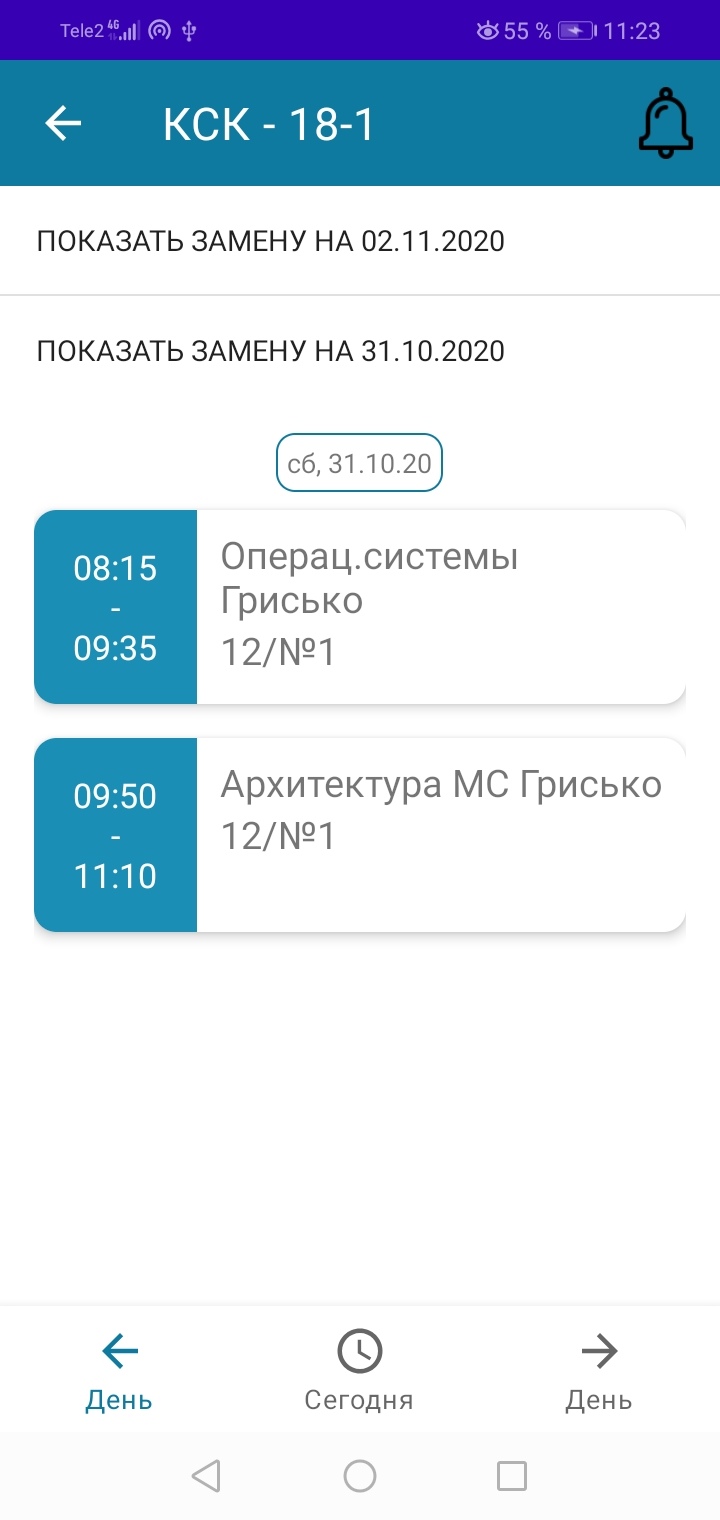 Tele2 4G 55 % 11:23
КСК - 18-1
ПОКАЗАТЬ ЗАМЕНУ НА 02.11.2020
ПОКАЗАТЬ ЗАМЕНУ НА 31.10.2020
сб, 31.10.20
08:15
-
09:35
Операц.системы
Грисько
12/№1
09:50
-
11:10
Архитектура МС Грисько
12/№1
День
Сегодня
День